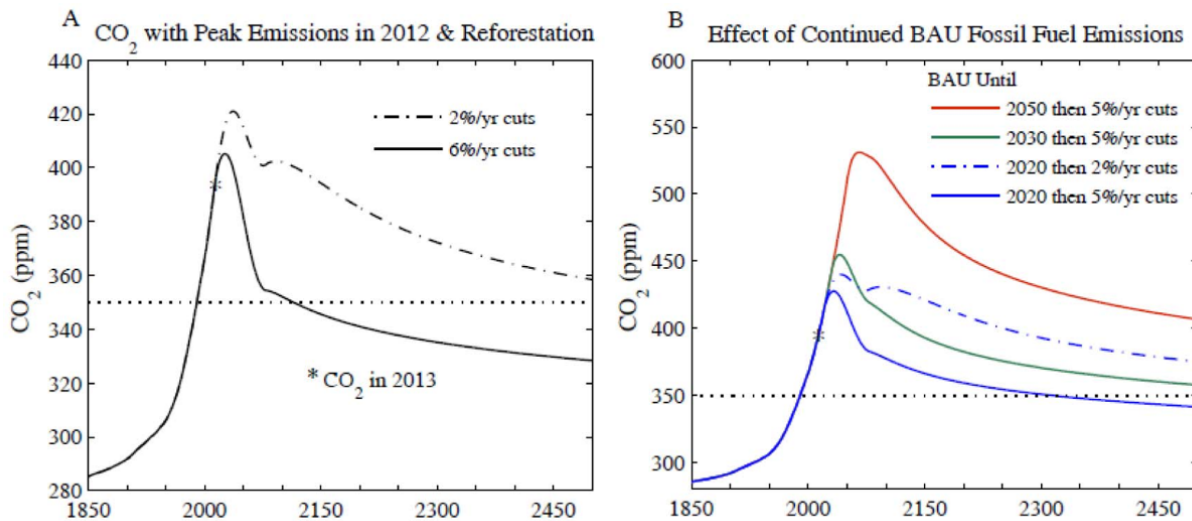 A
CO₂ with Peak Emissions in 2012 & Reforestation
440
420
400
380
360
340
320
300
280
CO₂ (ppm)
2%/yr cuts
6%/yr cuts
* CO₂ in 2013
1850 2000 2150 2300 2450
B
Effect of Continued BAU Fossil Fuel Emissions
600
550
500
450
400
350
300
CO₂ (ppm)
BAU Until
2050 then 5%/yr cuts
2030 then 5%/yr cuts
2020 then 2%/yr cuts
2020 then 5%/yr cuts
1850 2000 2150 2300 2450